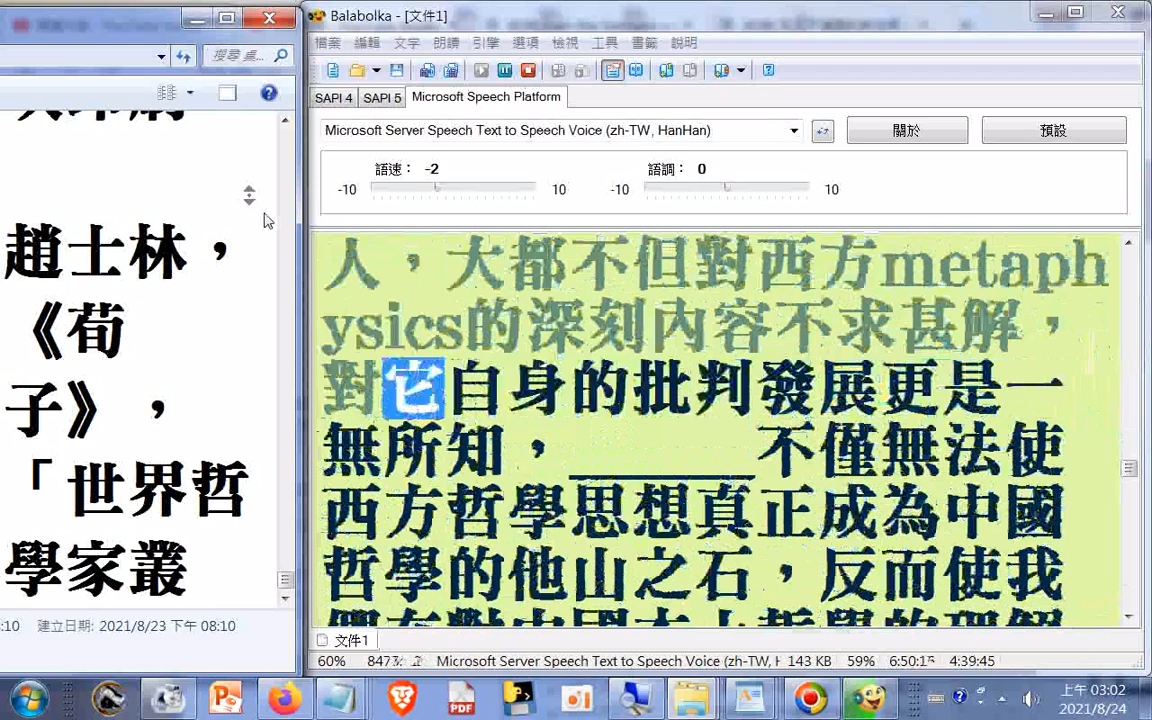 Balabolka - [文件1]
搜尋 桌...
檔案 編輯 文字 朗讀 引擎 選項 檢視 工具 書籤 說明
SAPI 4 SAPI 5 Microsoft Speech Platform
Microsoft Server Speech Text to Speech Voice (zh-TW, HanHan)
關於
預設
語速： -2
語調： 0
-10 10 -10 10
趙士林，
《荀
子》，
「世界哲
學家叢
人，大都不但對西方metaph
ysics的深刻內容不求甚解，
對它自身的批判發展更是一
無所知，______不僅無法使
西方哲學思想真正成為中國
哲學的他山之石，反而使我
:10 建立日期: 2021/8/23 下午 08:10
文件1
60% Microsoft Server Speech Text to Speech Voice (zh-TW, H 143 KB 59% 4:39:45
PDF
上午 03:02
2021/8/24